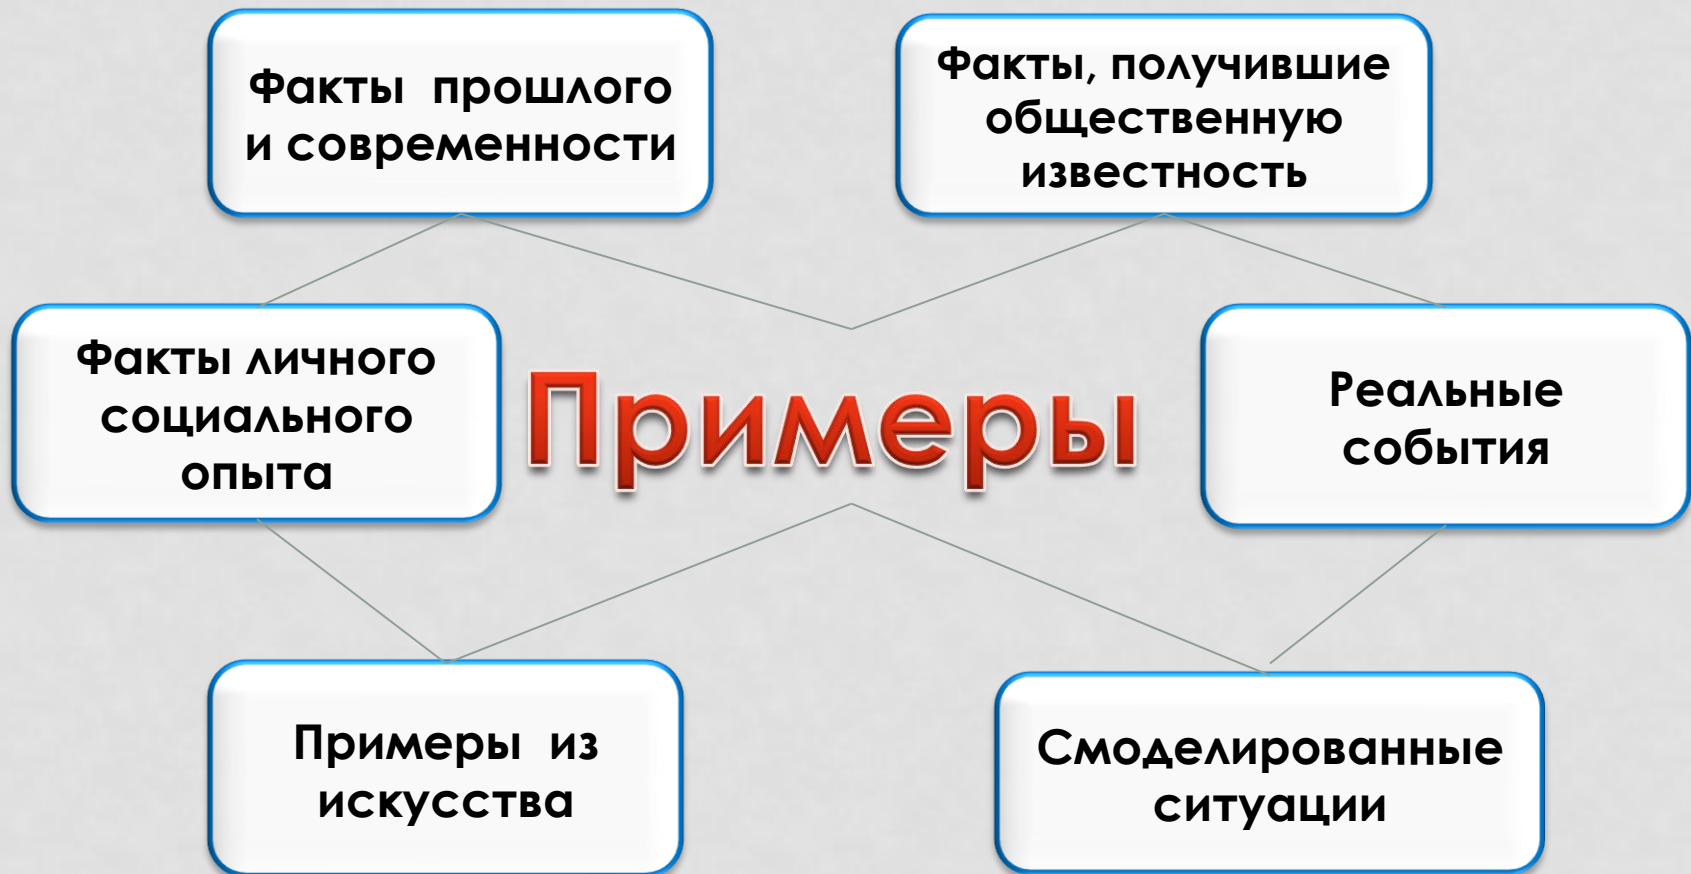 Факты прошлого
и современности
Факты, получившие
общественную
известность
Факты личного
социального
опыта
Примеры
Реальные
события
Примеры из
искусства
Смоделированные
ситуации